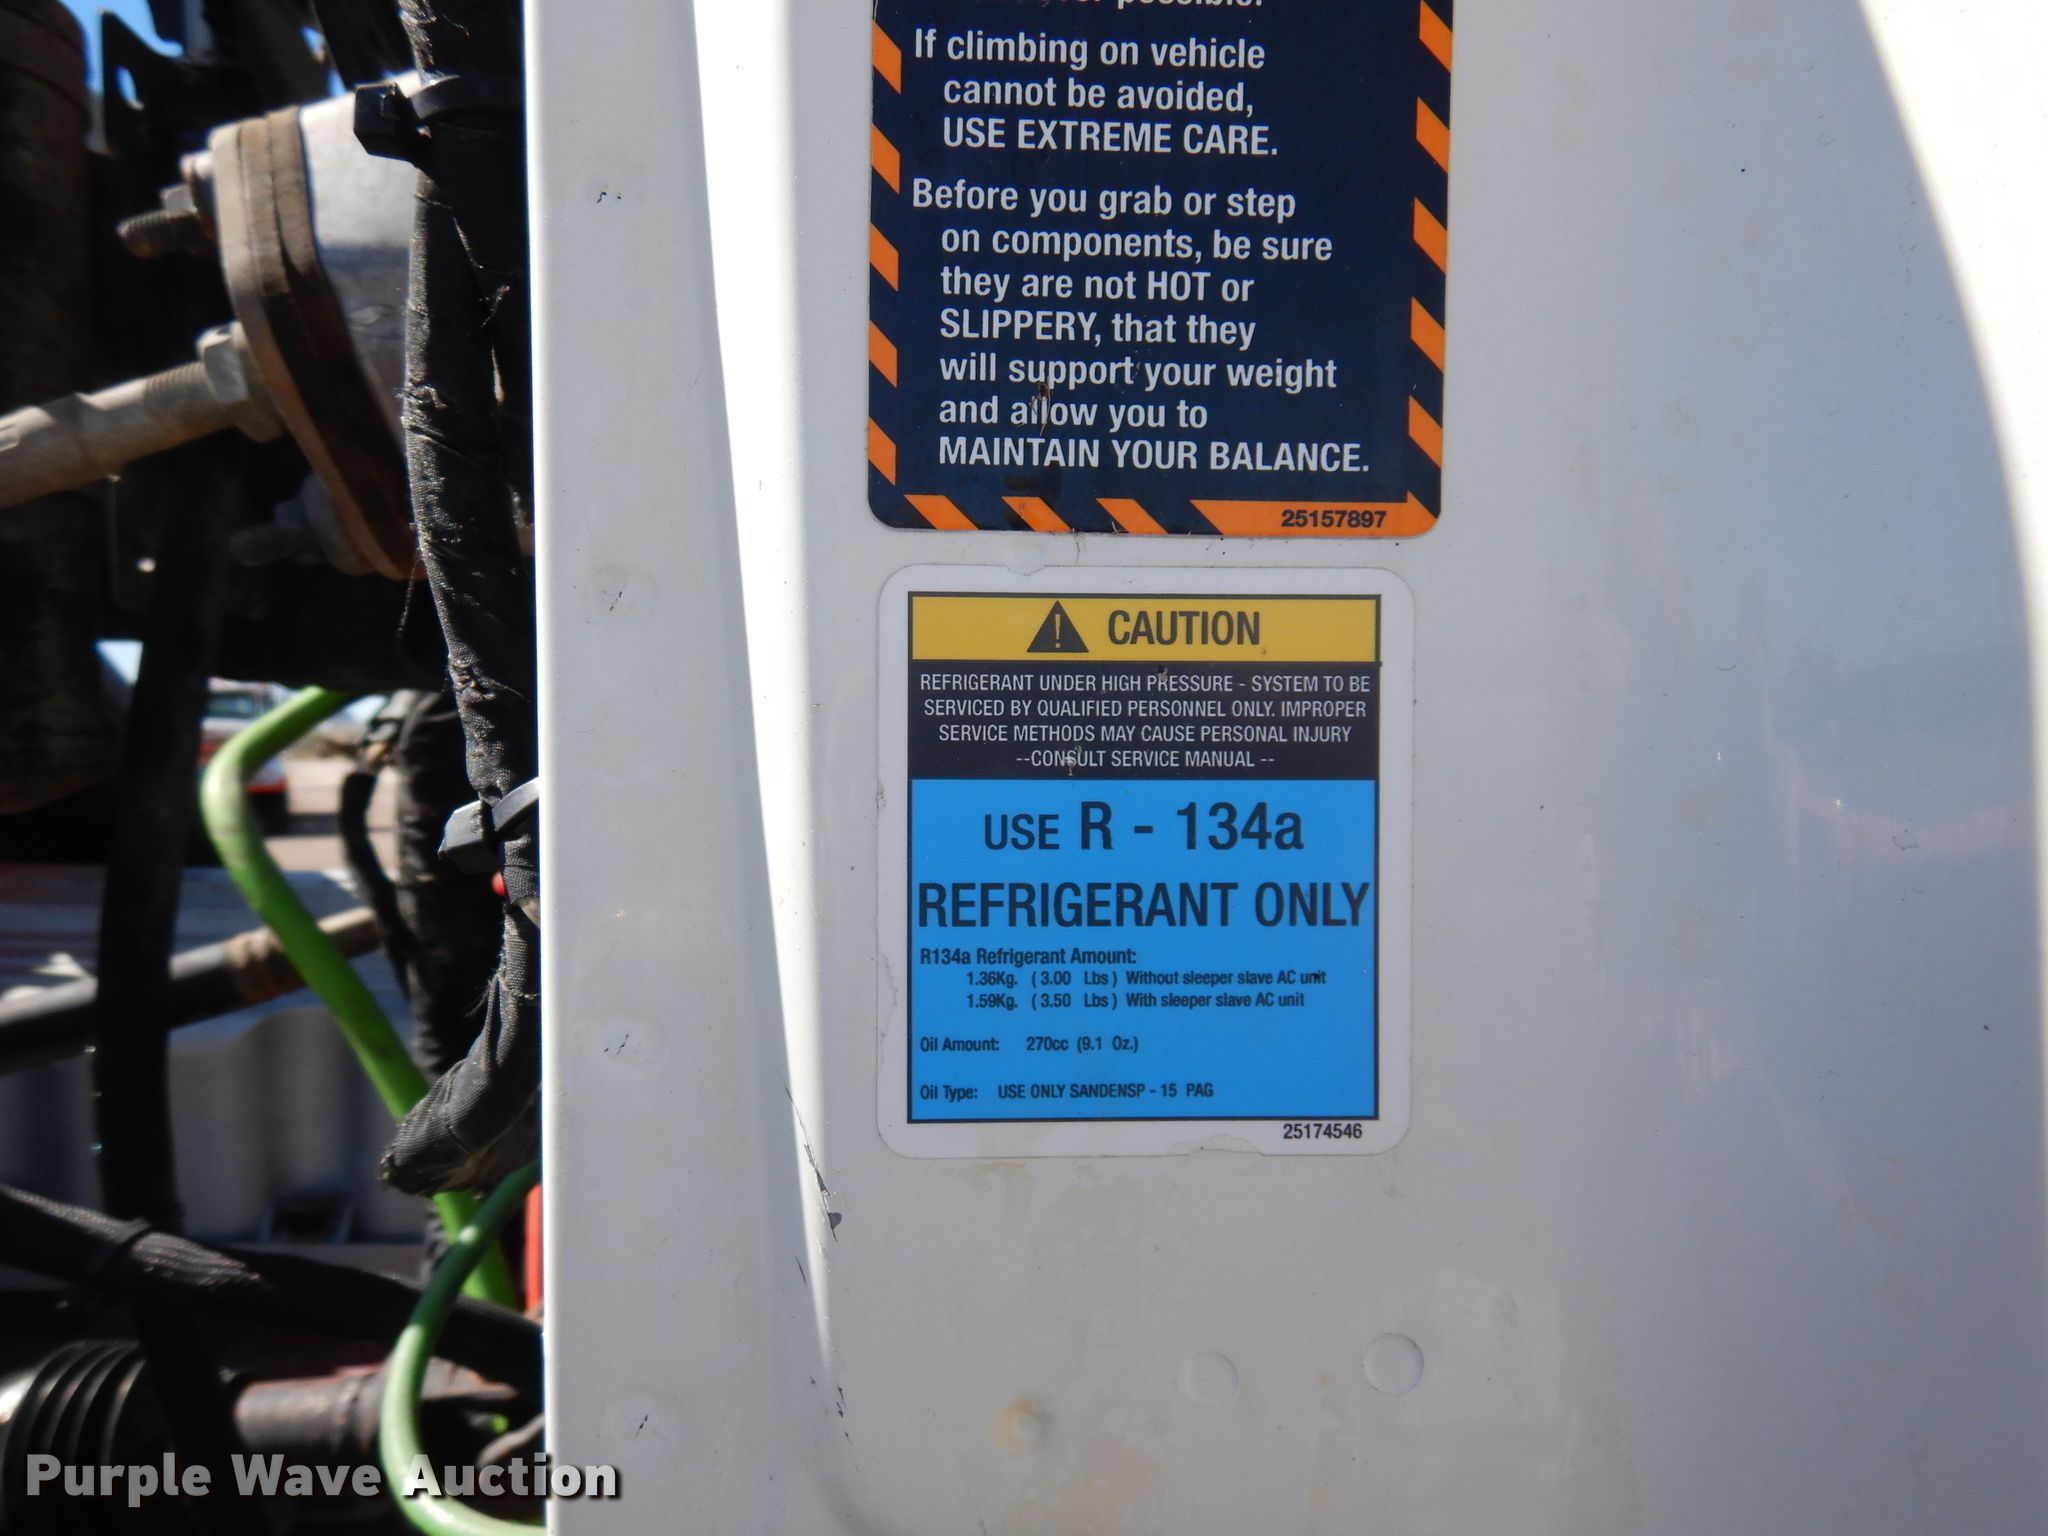 possible.
If climbing on vehicle
cannot be avoided,
USE EXTREME CARE.
Before you grab or step
on components, be sure
they are not HOT or
SLIPPERY, that they
will support your weight
and allow you to
MAINTAIN YOUR BALANCE.
25157897
CAUTION
REFRIGERANT UNDER HIGH PRESSURE - SYSTEM TO BE
SERVICED BY QUALIFIED PERSONNEL ONLY. IMPROPER
SERVICE METHODS MAY CAUSE PERSONAL INJURY
--CONSULT SERVICE MANUAL --
USE R - 134a
REFRIGERANT ONLY
R134a Refrigerant Amount:
1.36Kg. ( 3.00 Lbs ) Without sleeper slave AC unit
1.59Kg. ( 3.50 Lbs ) With sleeper slave AC unit
Oil Amount: 270cc (9.1 Oz.)
Oil Type: USE ONLY SANDENSP - 15 PAG
25174546
Purple Wave Auction